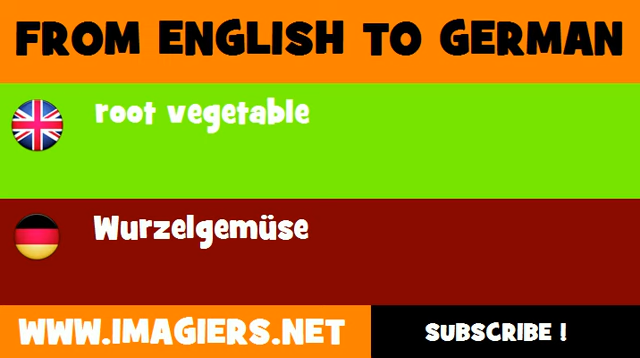 FROM ENGLISH TO GERMAN
root vegetable
Wurzelgemüse
WWW.IMAGIERS.NET
SUBSCRIBE !